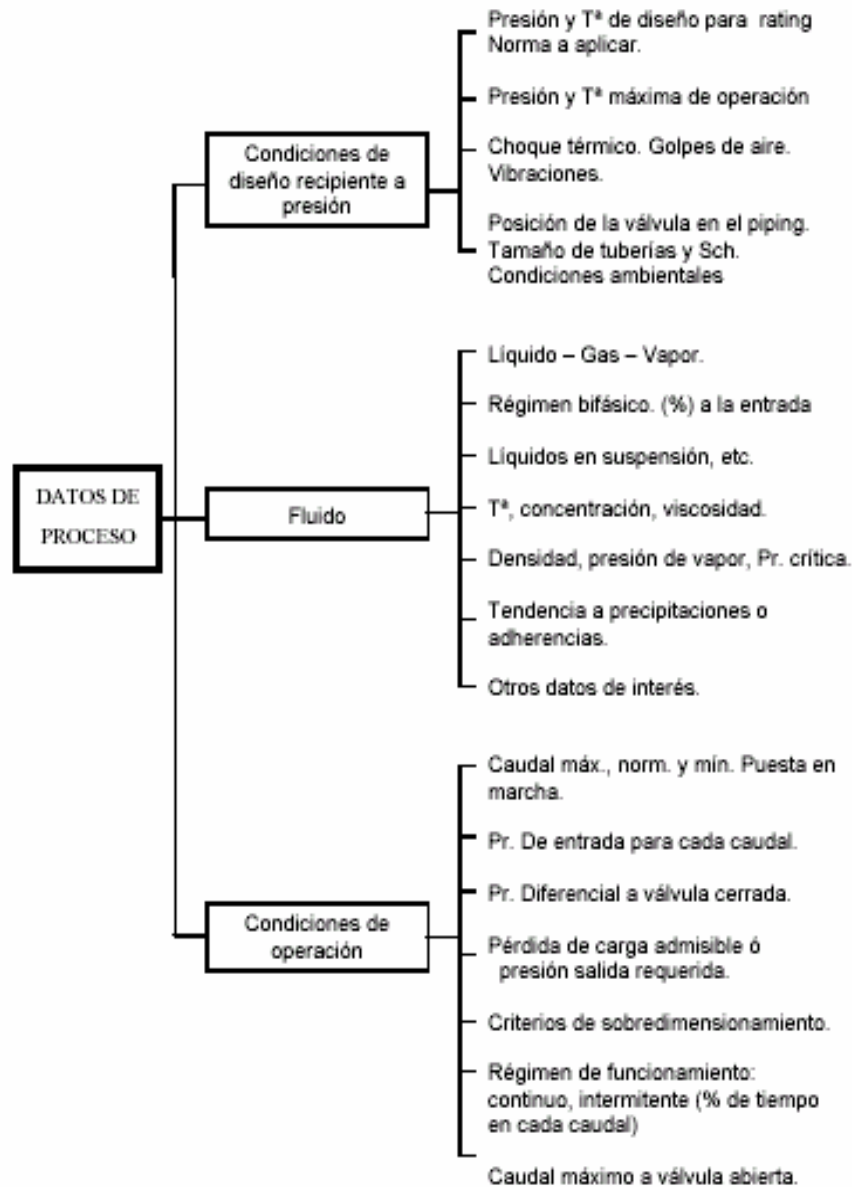 Presión y Tª de diseño para rating
Norma a aplicar.
Presión y Tª máxima de operación
Condiciones de
diseño recipiente a
presión
Choque térmico. Golpes de aire.
Vibraciones.
Posición de la válvula en el piping.
Tamaño de tuberías y Sch.
Condiciones ambientales
Líquido – Gas – Vapor.
Régimen bifásico. (%) a la entrada
Líquidos en suspensión, etc.
DATOS DE
PROCESO
Fluido
Tª, concentración, viscosidad.
Densidad, presión de vapor, Pr. crítica.
Tendencia a precipitaciones o
adherencias.
Otros datos de interés.
Caudal máx., norm. y mín. Puesta en
marcha.
Pr. De entrada para cada caudal.
Pr. Diferencial a válvula cerrada.
Condiciones de
operación
Pérdida de carga admisible ó
presión salida requerida.
Criterios de sobredimensionamiento.
Régimen de funcionamiento:
continuo, intermitente (% de tiempo
en cada caudal)
Caudal máximo a válvula abierta.